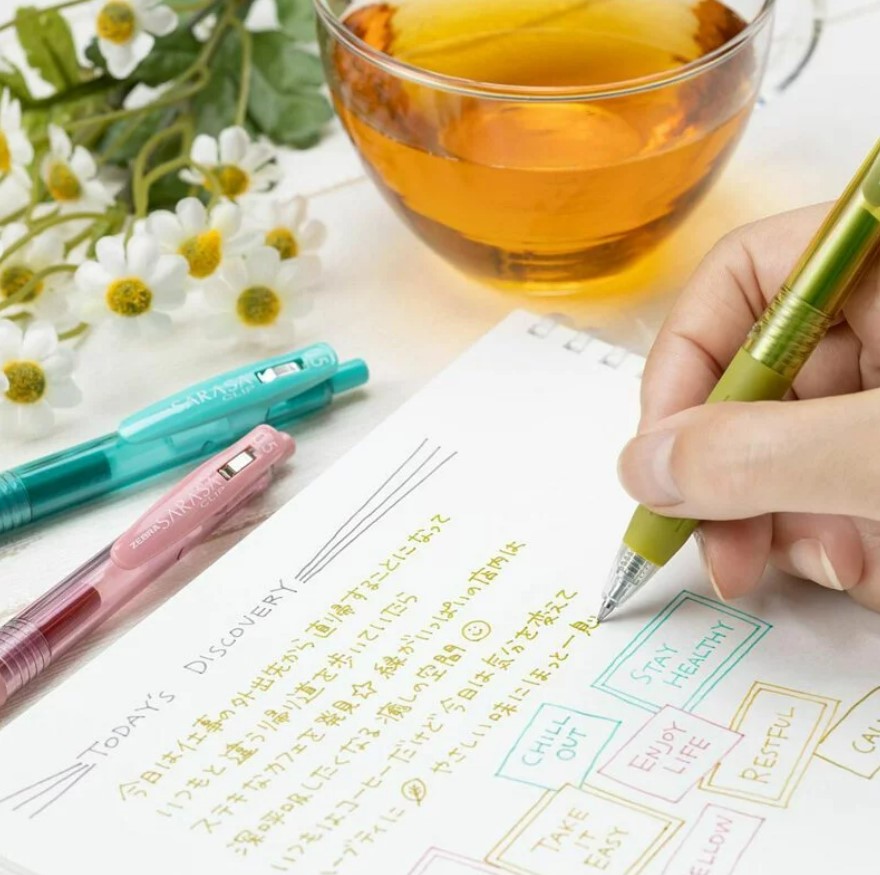 SARASA
CLIP
0.5
ZEBRA SARASA
CLIP
0.5
TODAY'S DISCOVERY
今日は仕事の外出先から直帰することになって
いつもと違う帰り道を歩いていたら
ステキなカフェを発見☆ 緑がいっぱいの店内は
深呼吸したくなる癒しの空間☺
いつもはコーヒーだけど今日は気分を変えて
ハーブティに やさしい味にほっと一息
STAY
HEALTHY
CHILL
OUT
ENJOY
LIFE
RESTFUL
TAKE
IT
EASY